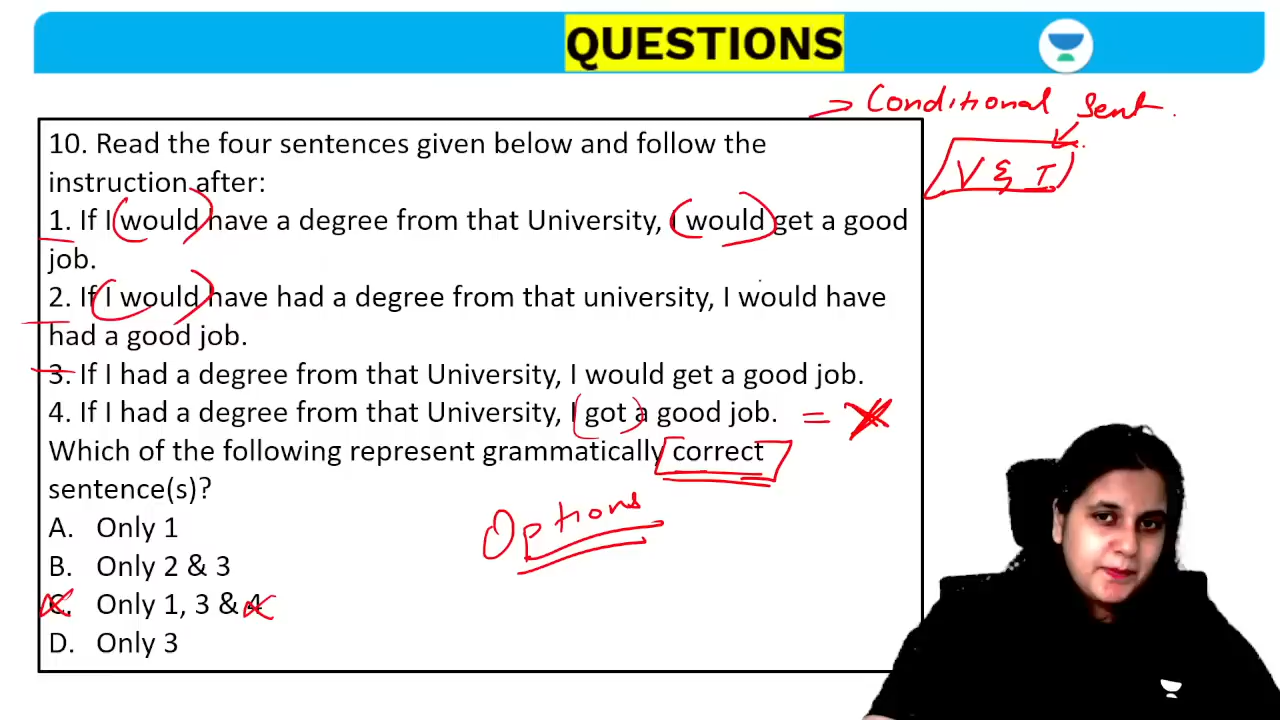 QUESTIONS
→ Conditional Sent.
V & T
10. Read the four sentences given below and follow the
instruction after:
1. If I would have a degree from that University, I would get a good
job.
2. If I would have had a degree from that university, I would have
had a good job.
3. If I had a degree from that University, I would get a good job.
4. If I had a degree from that University, I got a good job. =
Which of the following represent grammatically correct
sentence(s)?
Options
A. Only 1
B. Only 2 & 3
C. Only 1, 3 & 4
D. Only 3